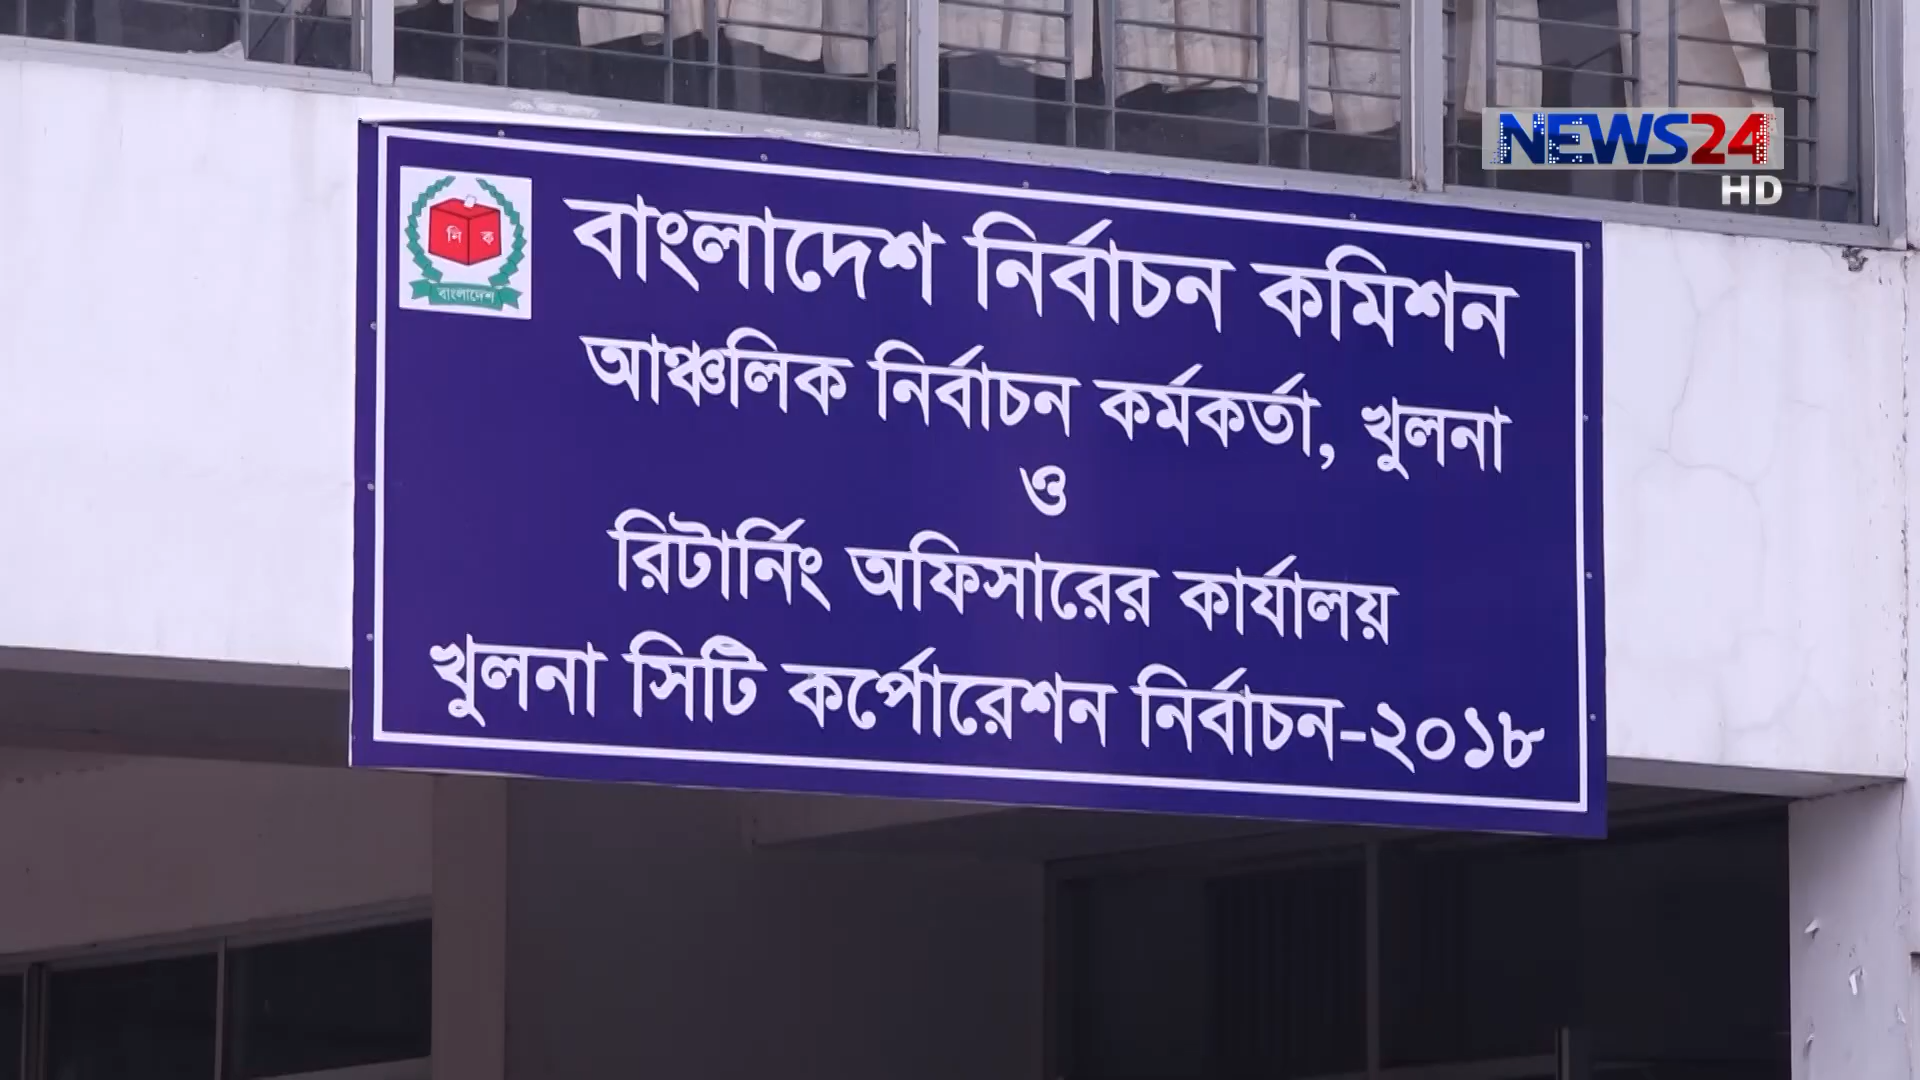 NEWS24
HD
নি ক
বাংলাদেশ
বাংলাদেশ নির্বাচন কমিশন
আঞ্চলিক নির্বাচন কর্মকর্তা, খুলনা
ও
রিটার্নিং অফিসারের কার্যালয়
খুলনা সিটি কর্পোরেশন নির্বাচন-২০১৮